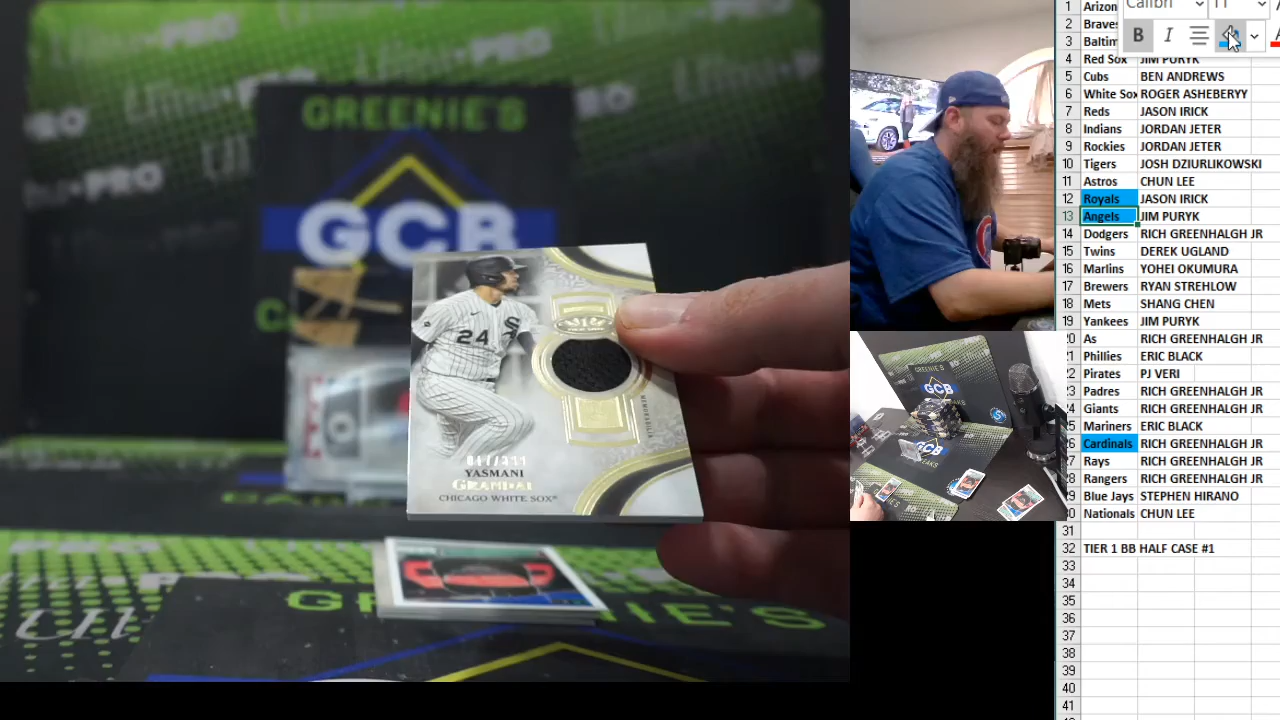 GREENIE'S
GCB
24
YASMANI
GRANDAL
CHICAGO WHITE SOX
MEMORABILIA
GREENIE'S
GREENIE'S
GCB
GCB
Calibri
11
B
I
1 Arizon
2 Braves
3 Baltim
4 Red Sox JIM PURYK
5 Cubs BEN ANDREWS
6 White Sox ROGER ASHEBERYY
7 Reds JASON IRICK
8 Indians JORDAN JETER
9 Rockies JORDAN JETER
10 Tigers JOSH DZIURLIKOWSKI
11 Astros CHUN LEE
12 Royals JASON IRICK
13 Angels JIM PURYK
14 Dodgers RICH GREENHALGH JR
15 Twins DEREK UGLAND
16 Marlins YOHEI OKUMURA
17 Brewers RYAN STREHLOW
18 Mets SHANG CHEN
19 Yankees JIM PURYK
20 As RICH GREENHALGH JR
21 Phillies ERIC BLACK
22 Pirates PJ VERI
23 Padres RICH GREENHALGH JR
24 Giants RICH GREENHALGH JR
25 Mariners ERIC BLACK
26 Cardinals RICH GREENHALGH JR
27 Rays RICH GREENHALGH JR
28 Rangers RICH GREENHALGH JR
29 Blue Jays STEPHEN HIRANO
30 Nationals CHUN LEE
31
32 TIER 1 BB HALF CASE #1
33
34
35
36
37
38
39
40
41